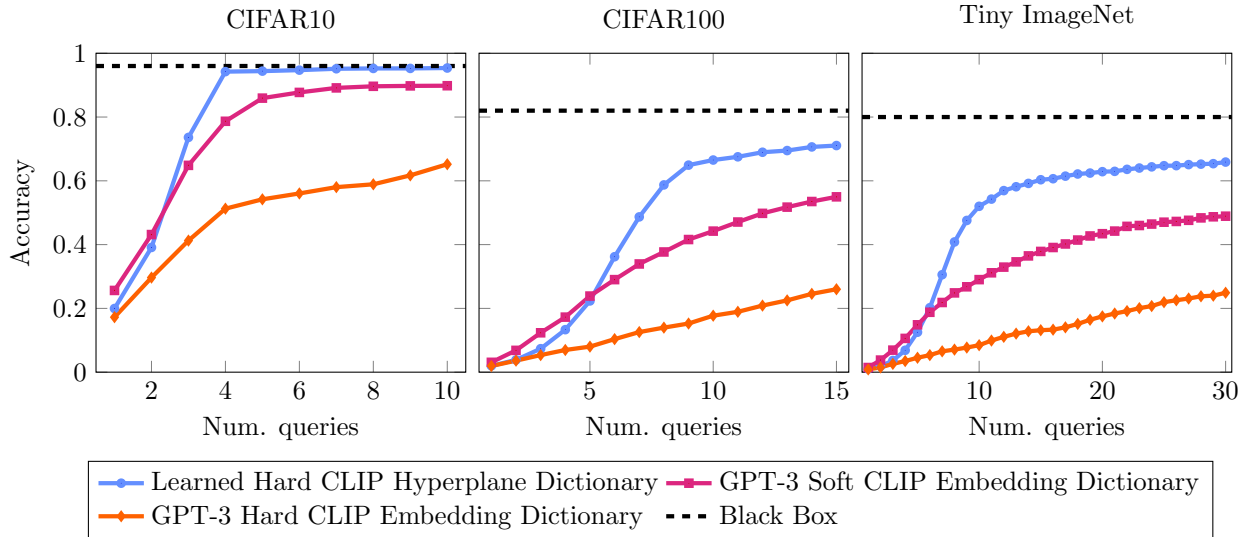 CIFAR10 CIFAR100 Tiny ImageNet
1
0.8
0.6
0.4
0.2
0
Accuracy
2 4 6 8 10 5 10 15 10 20 30
Num. queries Num. queries Num. queries
Learned Hard CLIP Hyperplane Dictionary GPT-3 Soft CLIP Embedding Dictionary
GPT-3 Hard CLIP Embedding Dictionary Black Box